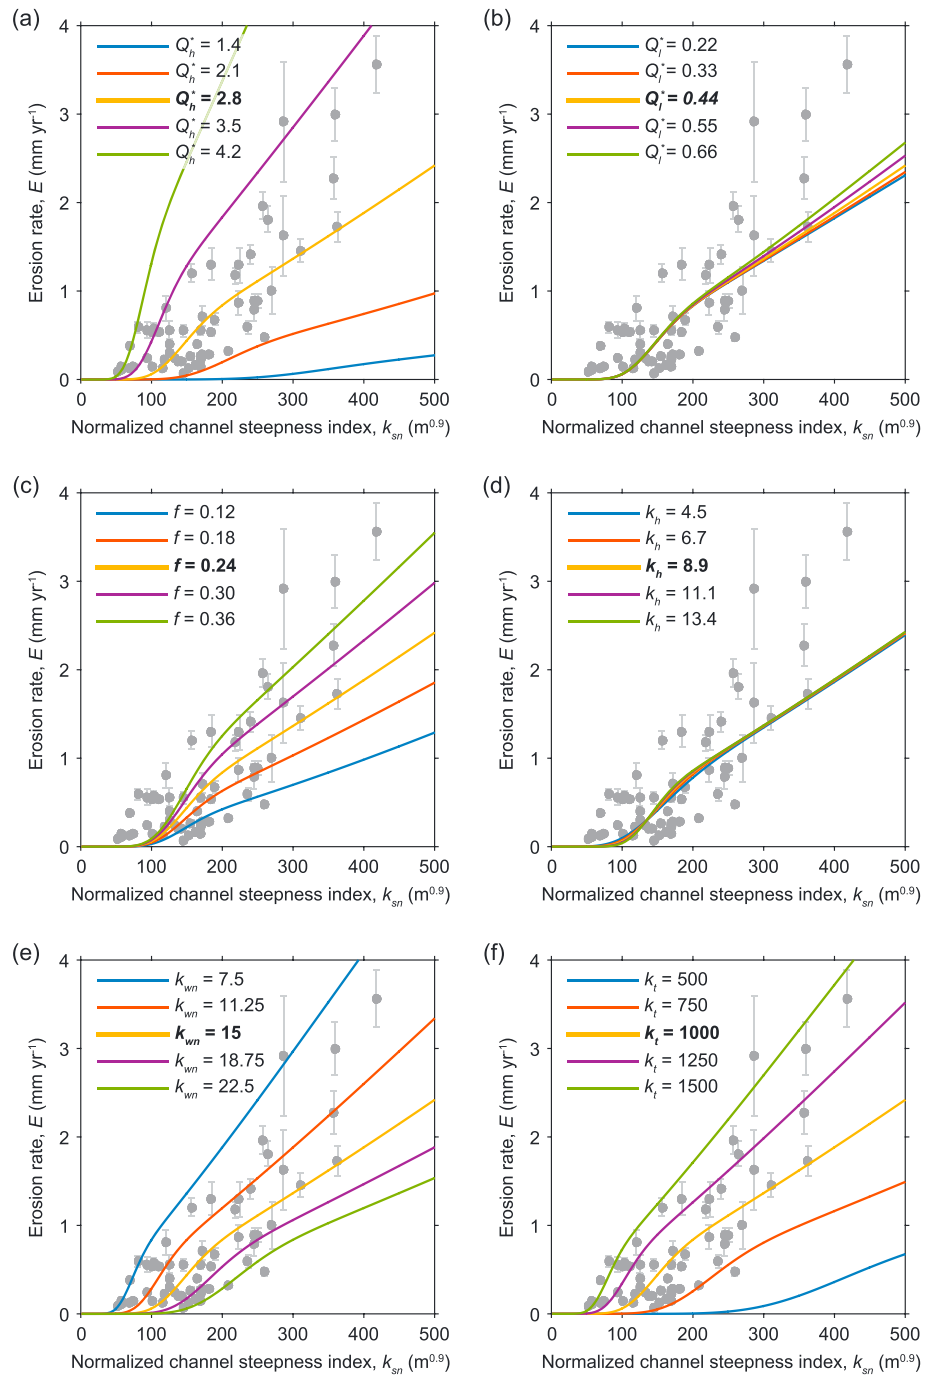 (a)
4
3
2
1
0
Erosion rate, E (mm yr⁻¹)
Q*h = 1.4
Q*h = 2.1
Q*h = 2.8
Q*h = 3.5
Q*h = 4.2
0 100 200 300 400 500
Normalized channel steepness index, ksn (m⁰·⁹)
(b)
4
3
2
1
0
Erosion rate, E (mm yr⁻¹)
Q*l = 0.22
Q*l = 0.33
Q*l = 0.44
Q*l = 0.55
Q*l = 0.66
0 100 200 300 400 500
Normalized channel steepness index, ksn (m⁰·⁹)
(c)
4
3
2
1
0
Erosion rate, E (mm yr⁻¹)
f = 0.12
f = 0.18
f = 0.24
f = 0.30
f = 0.36
0 100 200 300 400 500
Normalized channel steepness index, ksn (m⁰·⁹)
(d)
4
3
2
1
0
Erosion rate, E (mm yr⁻¹)
kh = 4.5
kh = 6.7
kh = 8.9
kh = 11.1
kh = 13.4
0 100 200 300 400 500
Normalized channel steepness index, ksn (m⁰·⁹)
(e)
4
3
2
1
0
Erosion rate, E (mm yr⁻¹)
kwn = 7.5
kwn = 11.25
kwn = 15
kwn = 18.75
kwn = 22.5
0 100 200 300 400 500
Normalized channel steepness index, ksn (m⁰·⁹)
(f)
4
3
2
1
0
Erosion rate, E (mm yr⁻¹)
kt = 500
kt = 750
kt = 1000
kt = 1250
kt = 1500
0 100 200 300 400 500
Normalized channel steepness index, ksn (m⁰·⁹)